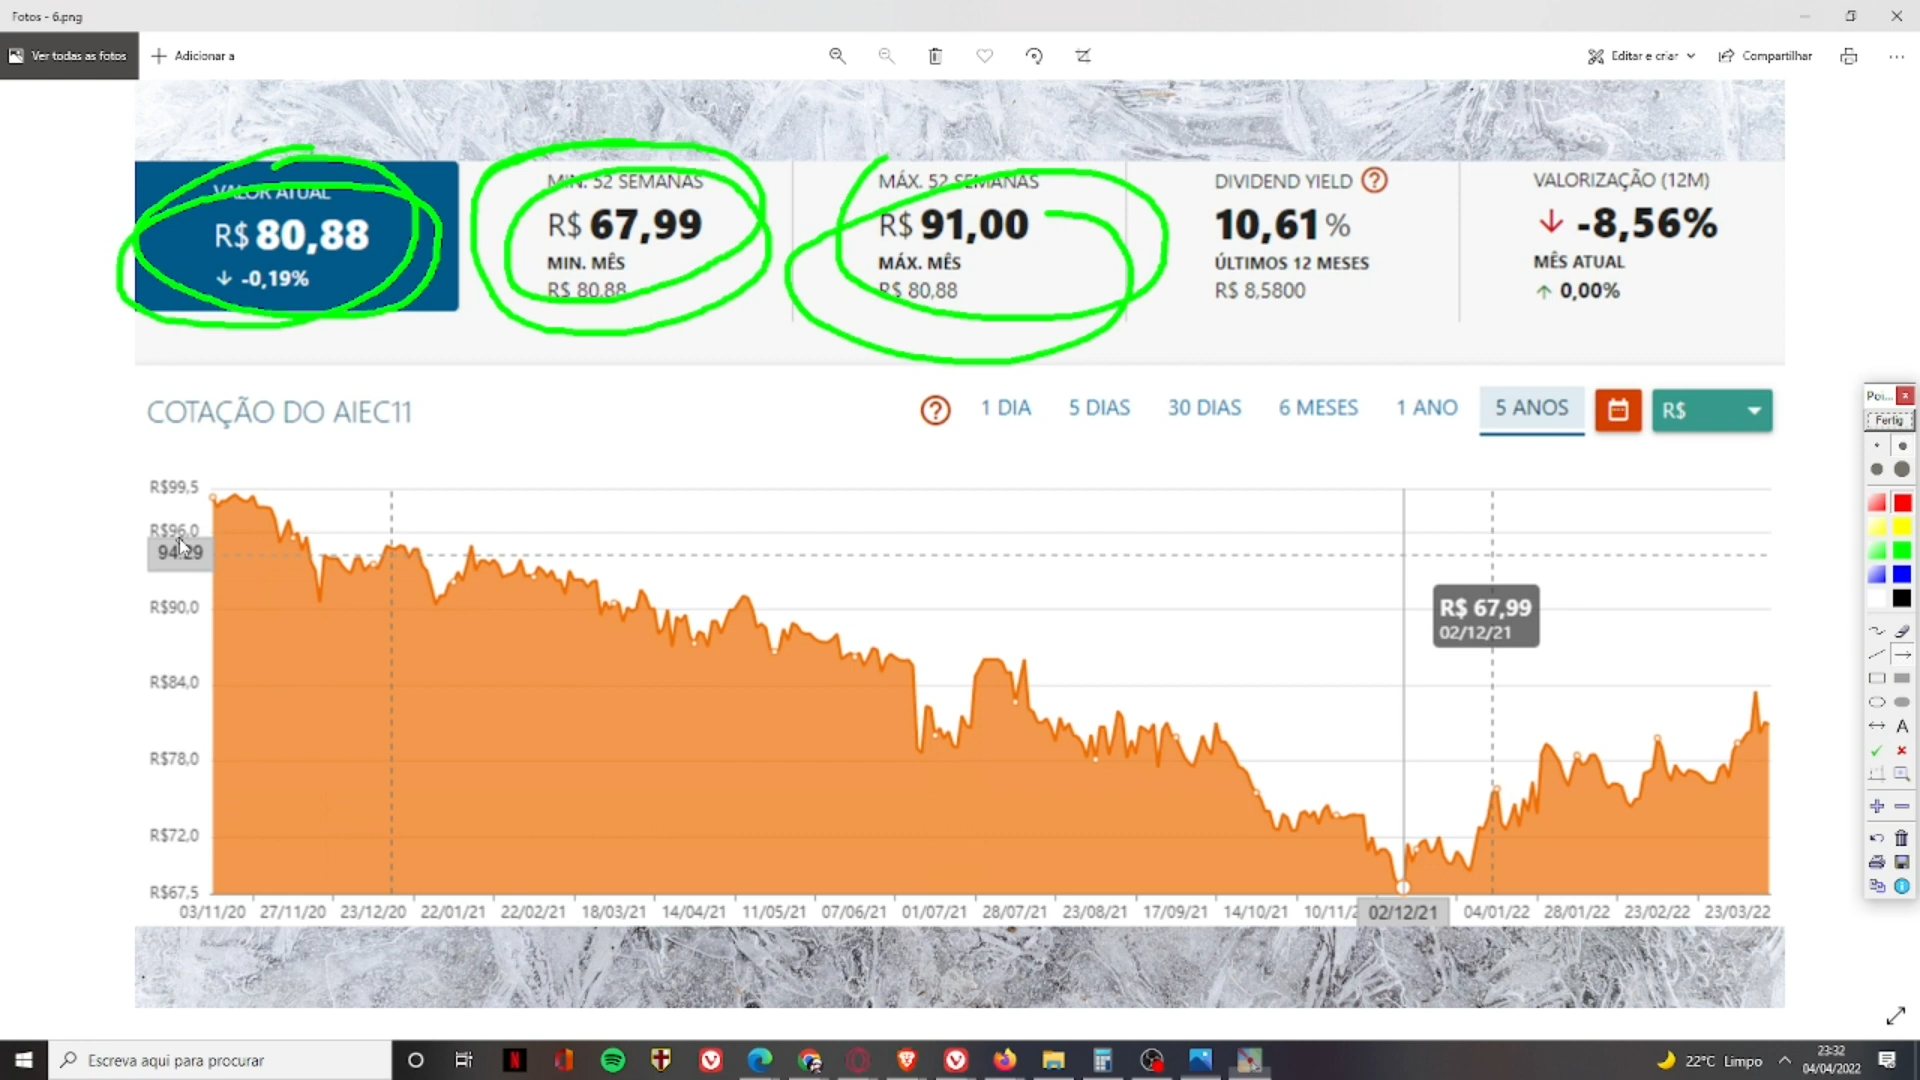 Fotos - 6.png
Ver todas as fotos
Adicionar a
Editar e criar
Compartilhar
VALOR ATUAL
R$ 80,88
-0,19%
MIN. 52 SEMANAS
R$ 67,99
MIN. MÊS
R$ 80,88
MÁX. 52 SEMANAS
R$ 91,00
MÁX. MÊS
R$ 80,88
DIVIDEND YIELD ?
10,61 %
ÚLTIMOS 12 MESES
R$ 8,5800
VALORIZAÇÃO (12M)
-8,56%
MÊS ATUAL
0,00%
COTAÇÃO DO AIEC11
? 1 DIA 5 DIAS 30 DIAS 6 MESES 1 ANO 5 ANOS R$
Poi...
Fertig
A
R$99,5
R$96,0
94,29
R$90,0
R$84,0
R$78,0
R$72,0
R$67,5
R$ 67,99
02/12/21
03/11/20 27/11/20 23/12/20 22/01/21 22/02/21 18/03/21 14/04/21 11/05/21 07/06/21 01/07/21 28/07/21 23/08/21 17/09/21 14/10/21 10/11/2 02/12/21 04/01/22 28/01/22 23/02/22 23/03/22
Escreva aqui para procurar
22°C Limpo
23:32
04/04/2022